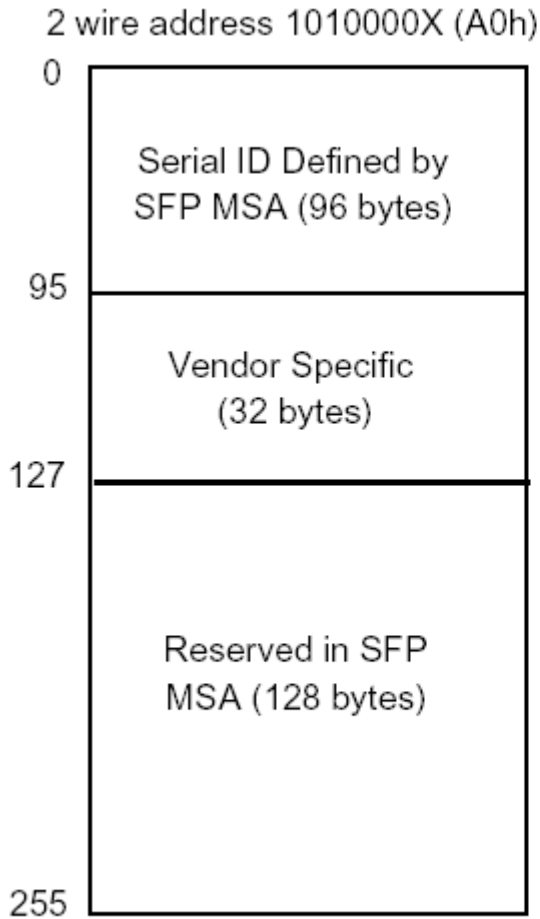 2 wire address 1010000X (A0h)
0
Serial ID Defined by
SFP MSA (96 bytes)
95
Vendor Specific
(32 bytes)
127
Reserved in SFP
MSA (128 bytes)
255